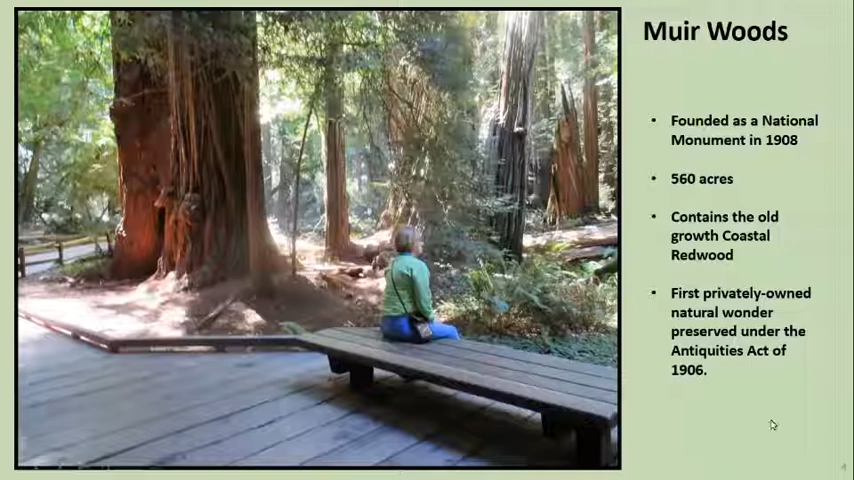 Muir Woods
• Founded as a National
Monument in 1908
• 560 acres
• Contains the old
growth Coastal
Redwood
• First privately-owned
natural wonder
preserved under the
Antiquities Act of
1906.
4